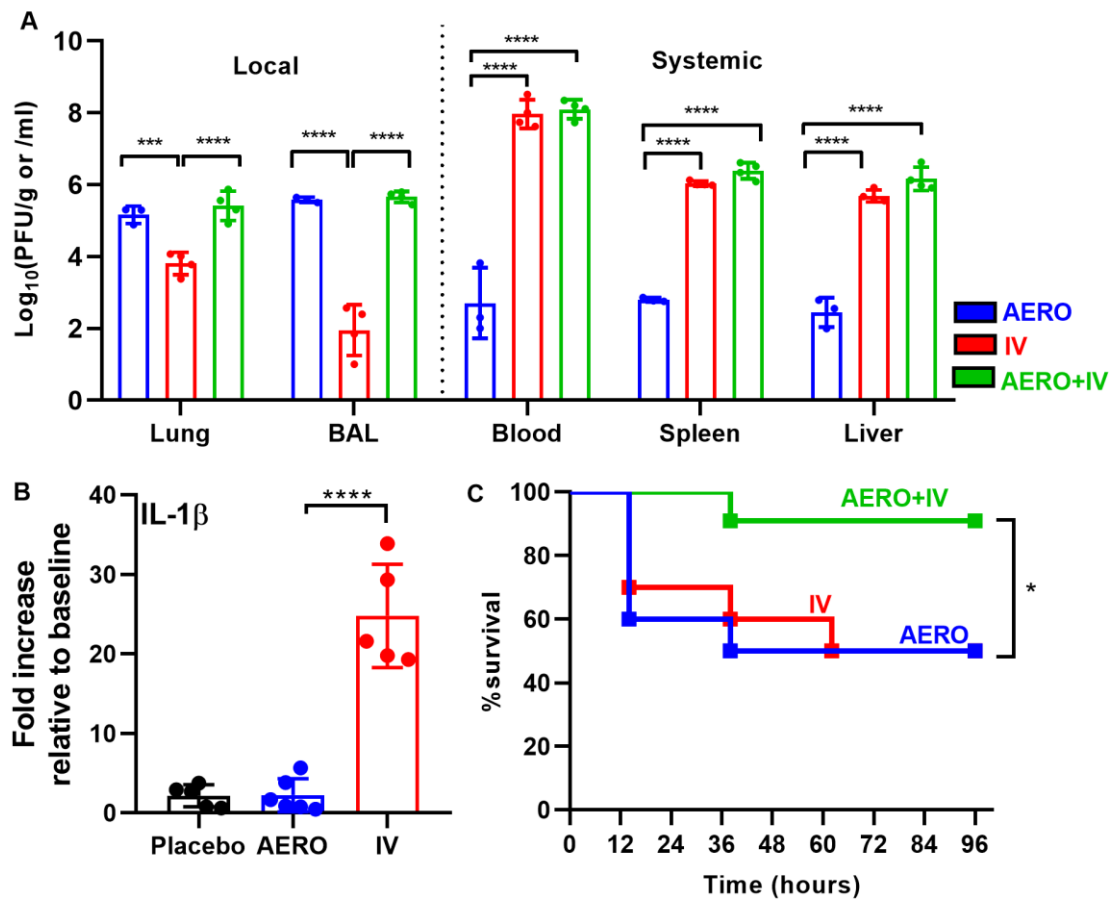 A
Log10(PFU/g or /ml)
10
8
6
4
2
0
Local
Systemic
*** **** **** **** **** **** **** **** **** ****
Lung BAL Blood Spleen Liver
AERO
IV
AERO+IV
B
IL-1β
****
Fold increase
relative to baseline
40
30
20
10
0
Placebo AERO IV
C
%survival
100
80
60
40
20
0
AERO+IV
IV
AERO
*
0 12 24 36 48 60 72 84 96
Time (hours)